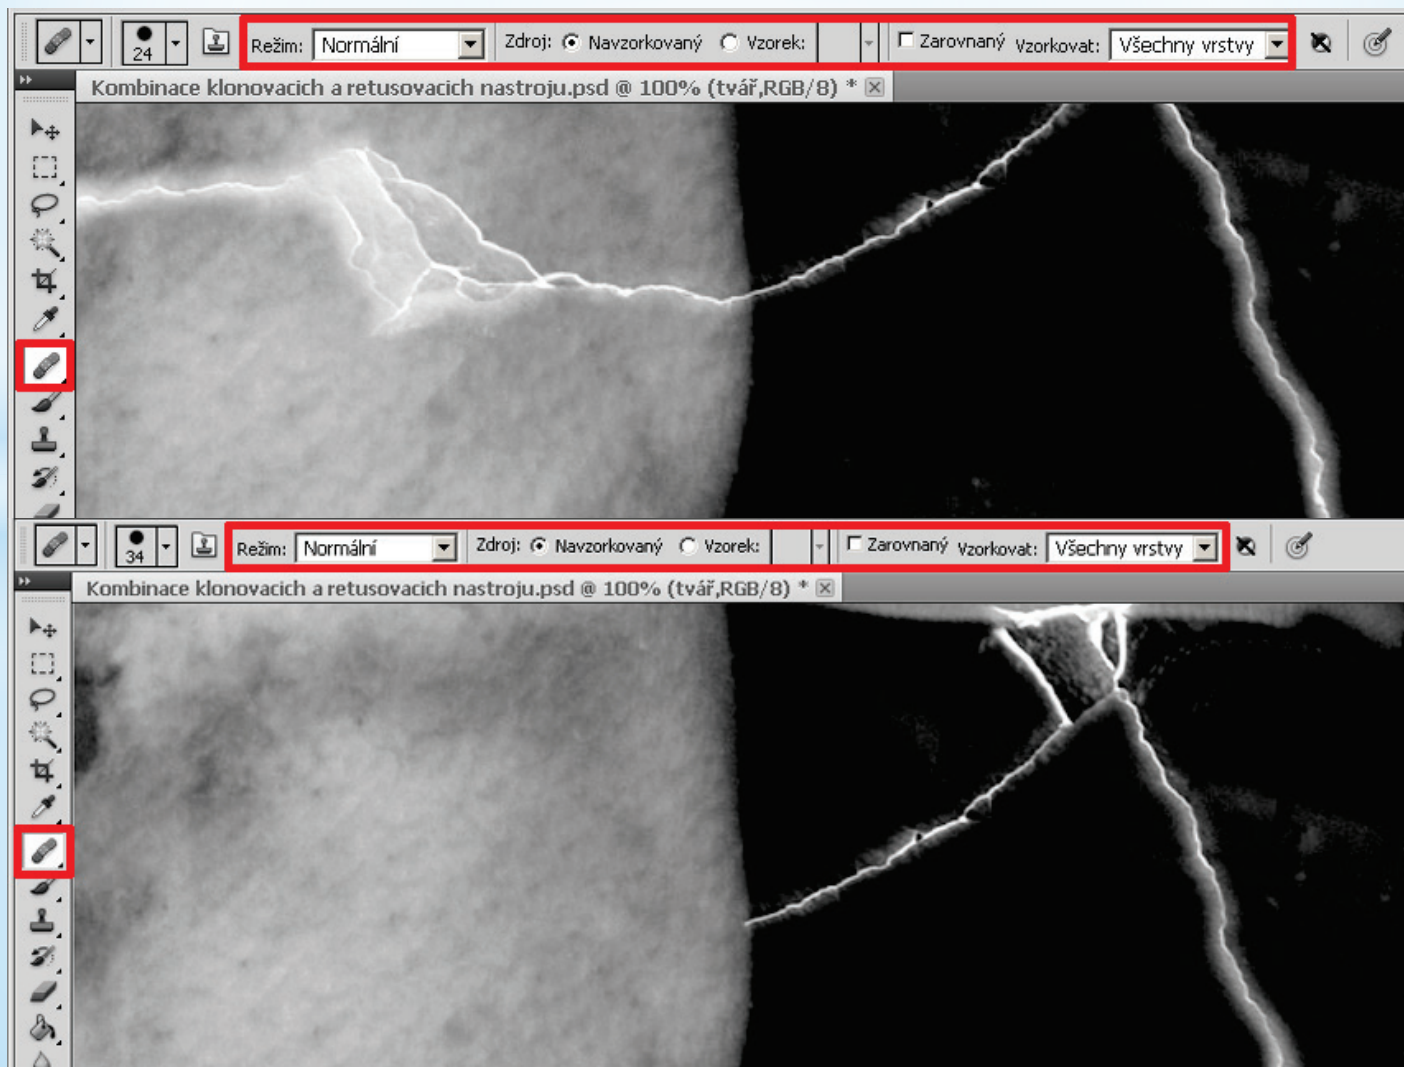 24 Režim: Normální Zdroj: Navzorkovaný Vzorek: Zarovnaný Vzorkovat: Všechny vrstvy
Kombinace klonovacich a retusovacich nastroju.psd @ 100% (tvář,RGB/8) *
34 Režim: Normální Zdroj: Navzorkovaný Vzorek: Zarovnaný Vzorkovat: Všechny vrstvy
Kombinace klonovacich a retusovacich nastroju.psd @ 100% (tvář,RGB/8) *